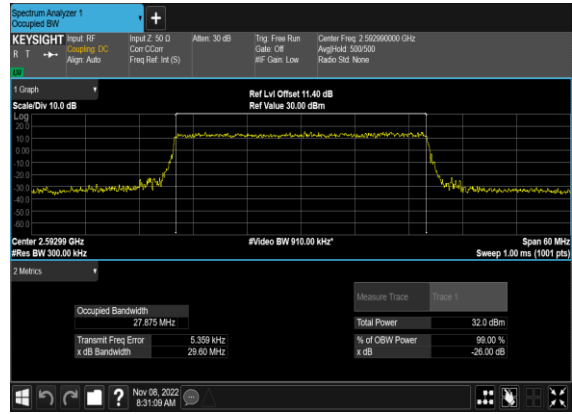 Spectrum Analyzer 1
Occupied BW
+
KEYSIGHT Input: RF Input Z: 50 Ω Atten: 30 dB Trig: Free Run Center Freq: 2.592990000 GHz
R T Coupling: DC Corr CCorr Gate: Off Avg|Hold: 500/500
Align: Auto Freq Ref: Int (S) #IF Gain: Low Radio Std: None
LW
1 Graph Ref Lvl Offset 11.40 dB
Scale/Div 10.0 dB Ref Value 30.00 dBm
Log
20.0
10.0
0.00
-10.0
-20.0
-30.0
-40.0
-50.0
-60.0
Center 2.59299 GHz #Video BW 910.00 kHz* Span 60 MHz
#Res BW 300.00 kHz Sweep 1.00 ms (1001 pts)
2 Metrics
Measure Trace Trace 1
Occupied Bandwidth
27.875 MHz Total Power 32.0 dBm
Transmit Freq Error 5.359 kHz % of OBW Power 99.00 %
x dB Bandwidth 29.60 MHz x dB -26.00 dB
? Nov 08, 2022
8:31:09 AM